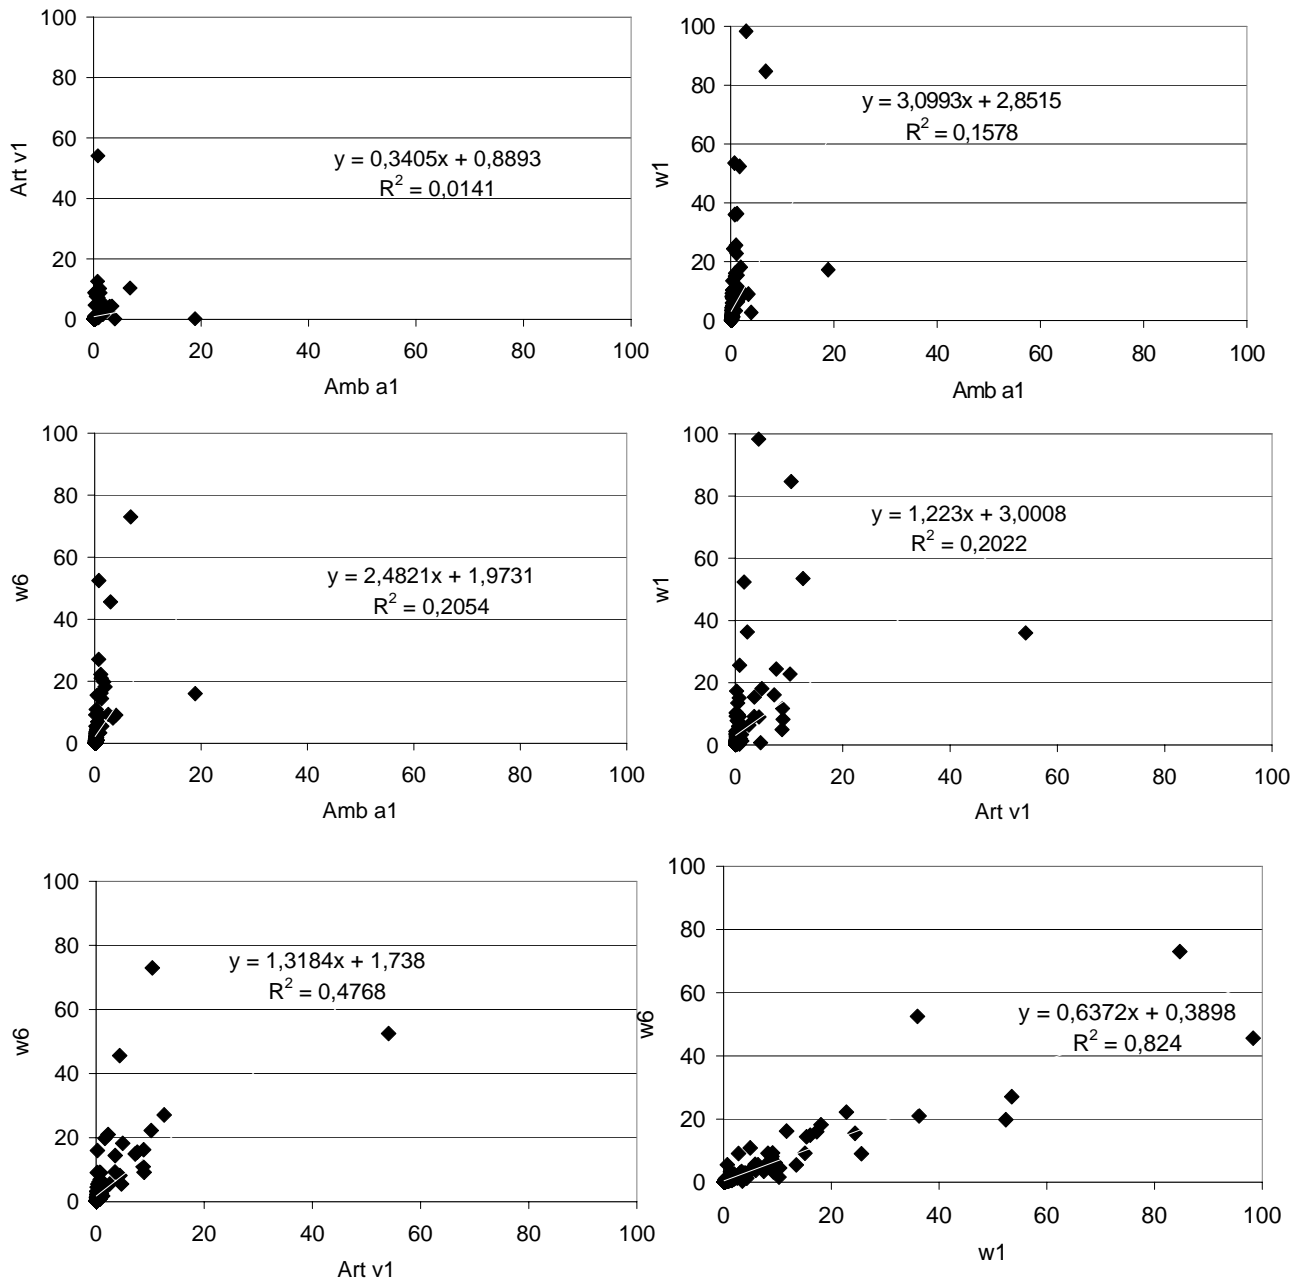 100
80
60
40
20
0
Art v1
y = 0,3405x + 0,8893
R² = 0,0141
0 20 40 60 80 100
Amb a1
100
80
60
40
20
0
w1
y = 3,0993x + 2,8515
R² = 0,1578
0 20 40 60 80 100
Amb a1
100
80
60
40
20
0
w6
y = 2,4821x + 1,9731
R² = 0,2054
0 20 40 60 80 100
Amb a1
100
80
60
40
20
0
w1
y = 1,223x + 3,0008
R² = 0,2022
0 20 40 60 80 100
Art v1
100
80
60
40
20
0
w6
y = 1,3184x + 1,738
R² = 0,4768
0 20 40 60 80 100
Art v1
100
80
60
40
20
0
w6
y = 0,6372x + 0,3898
R² = 0,824
0 20 40 60 80 100
w1